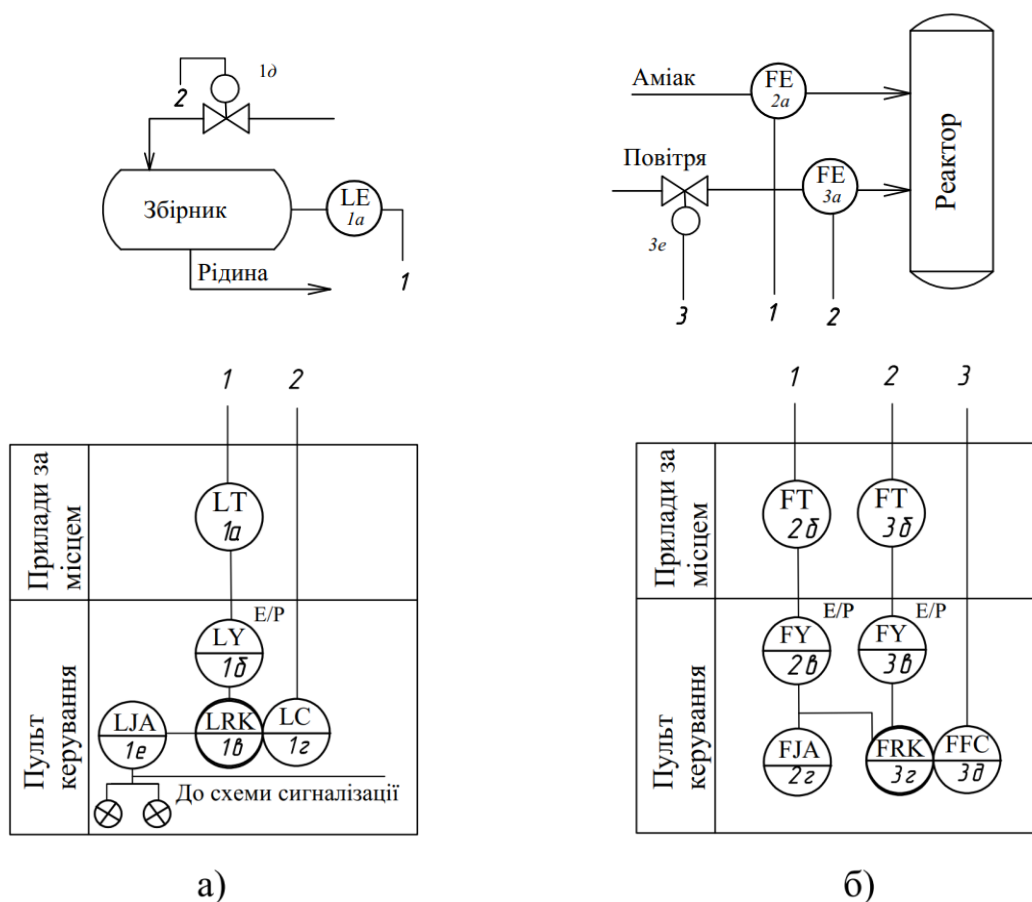 1д
2
Збірник
LE
1а
Рідина
1
Аміак
FE
2а
Повітря
FE
3а
3е
Реактор
3
1
2
1
2
Прилади за
місцем
LT
1а
Пульт
керування
E/P
LY
1б
LJA
1е
LRK
1в
LC
1г
До схеми сигналізації
а)
1
2
3
Прилади за
місцем
FT
2б
FT
3б
Пульт
керування
E/P
E/P
FY
2в
FY
3в
FJA
2г
FRK
3г
FFC
3д
б)